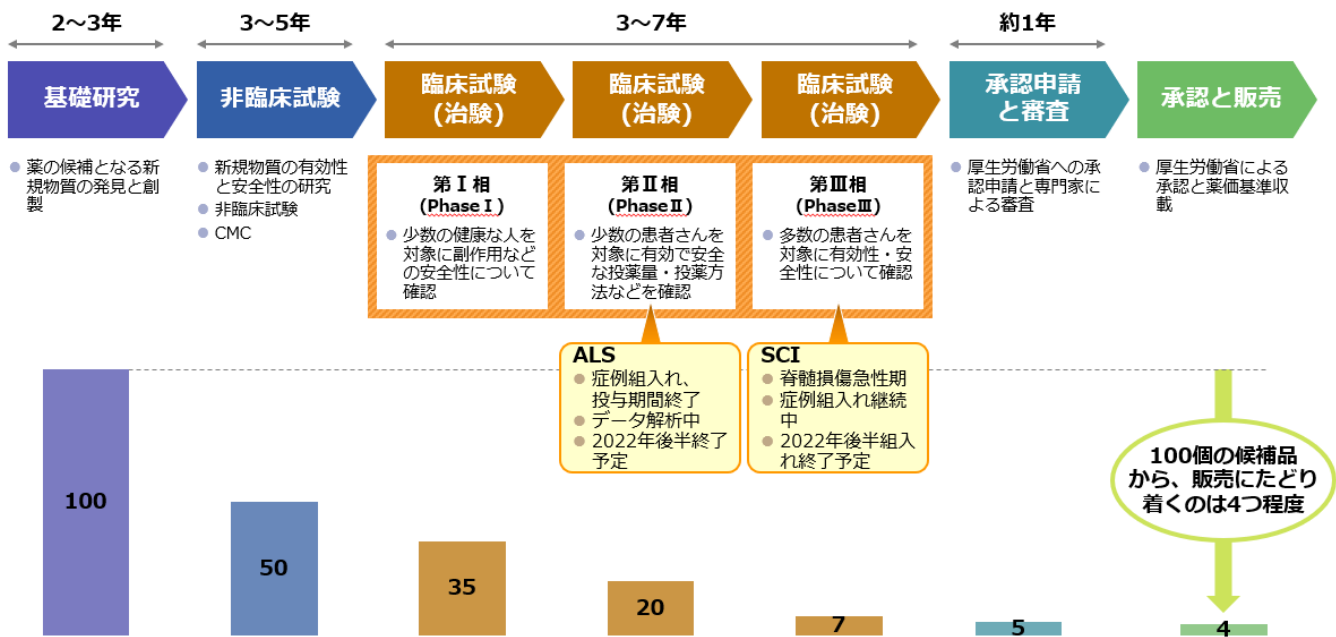 2～3年
3～5年
3～7年
約1年
基礎研究
非臨床試験
臨床試験
(治験)
臨床試験
(治験)
臨床試験
(治験)
承認申請
と審査
承認と販売
● 薬の候補となる新
規物質の発見と創
製
● 新規物質の有効性
と安全性の研究
● 非臨床試験
● CMC
第Ⅰ相
(PhaseⅠ)
● 少数の健康な人を
対象に副作用など
の安全性について
確認
第Ⅱ相
(PhaseⅡ)
● 少数の患者さんを
対象に有効で安全
な投薬量・投薬方
法などを確認
第Ⅲ相
(PhaseⅢ)
● 多数の患者さんを
対象に有効性・安
全性について確認
● 厚生労働省への承
認申請と専門家に
よる審査
● 厚生労働省による
承認と薬価基準収
載
ALS
● 症例組入れ、
投与期間終了
● データ解析中
● 2022年後半終了
予定
SCI
● 脊髄損傷急性期
● 症例組入れ継続
中
● 2022年後半組入
れ終了予定
100個の候補品
から、販売にたどり
着くのは4つ程度
100
50
35
20
7
5
4